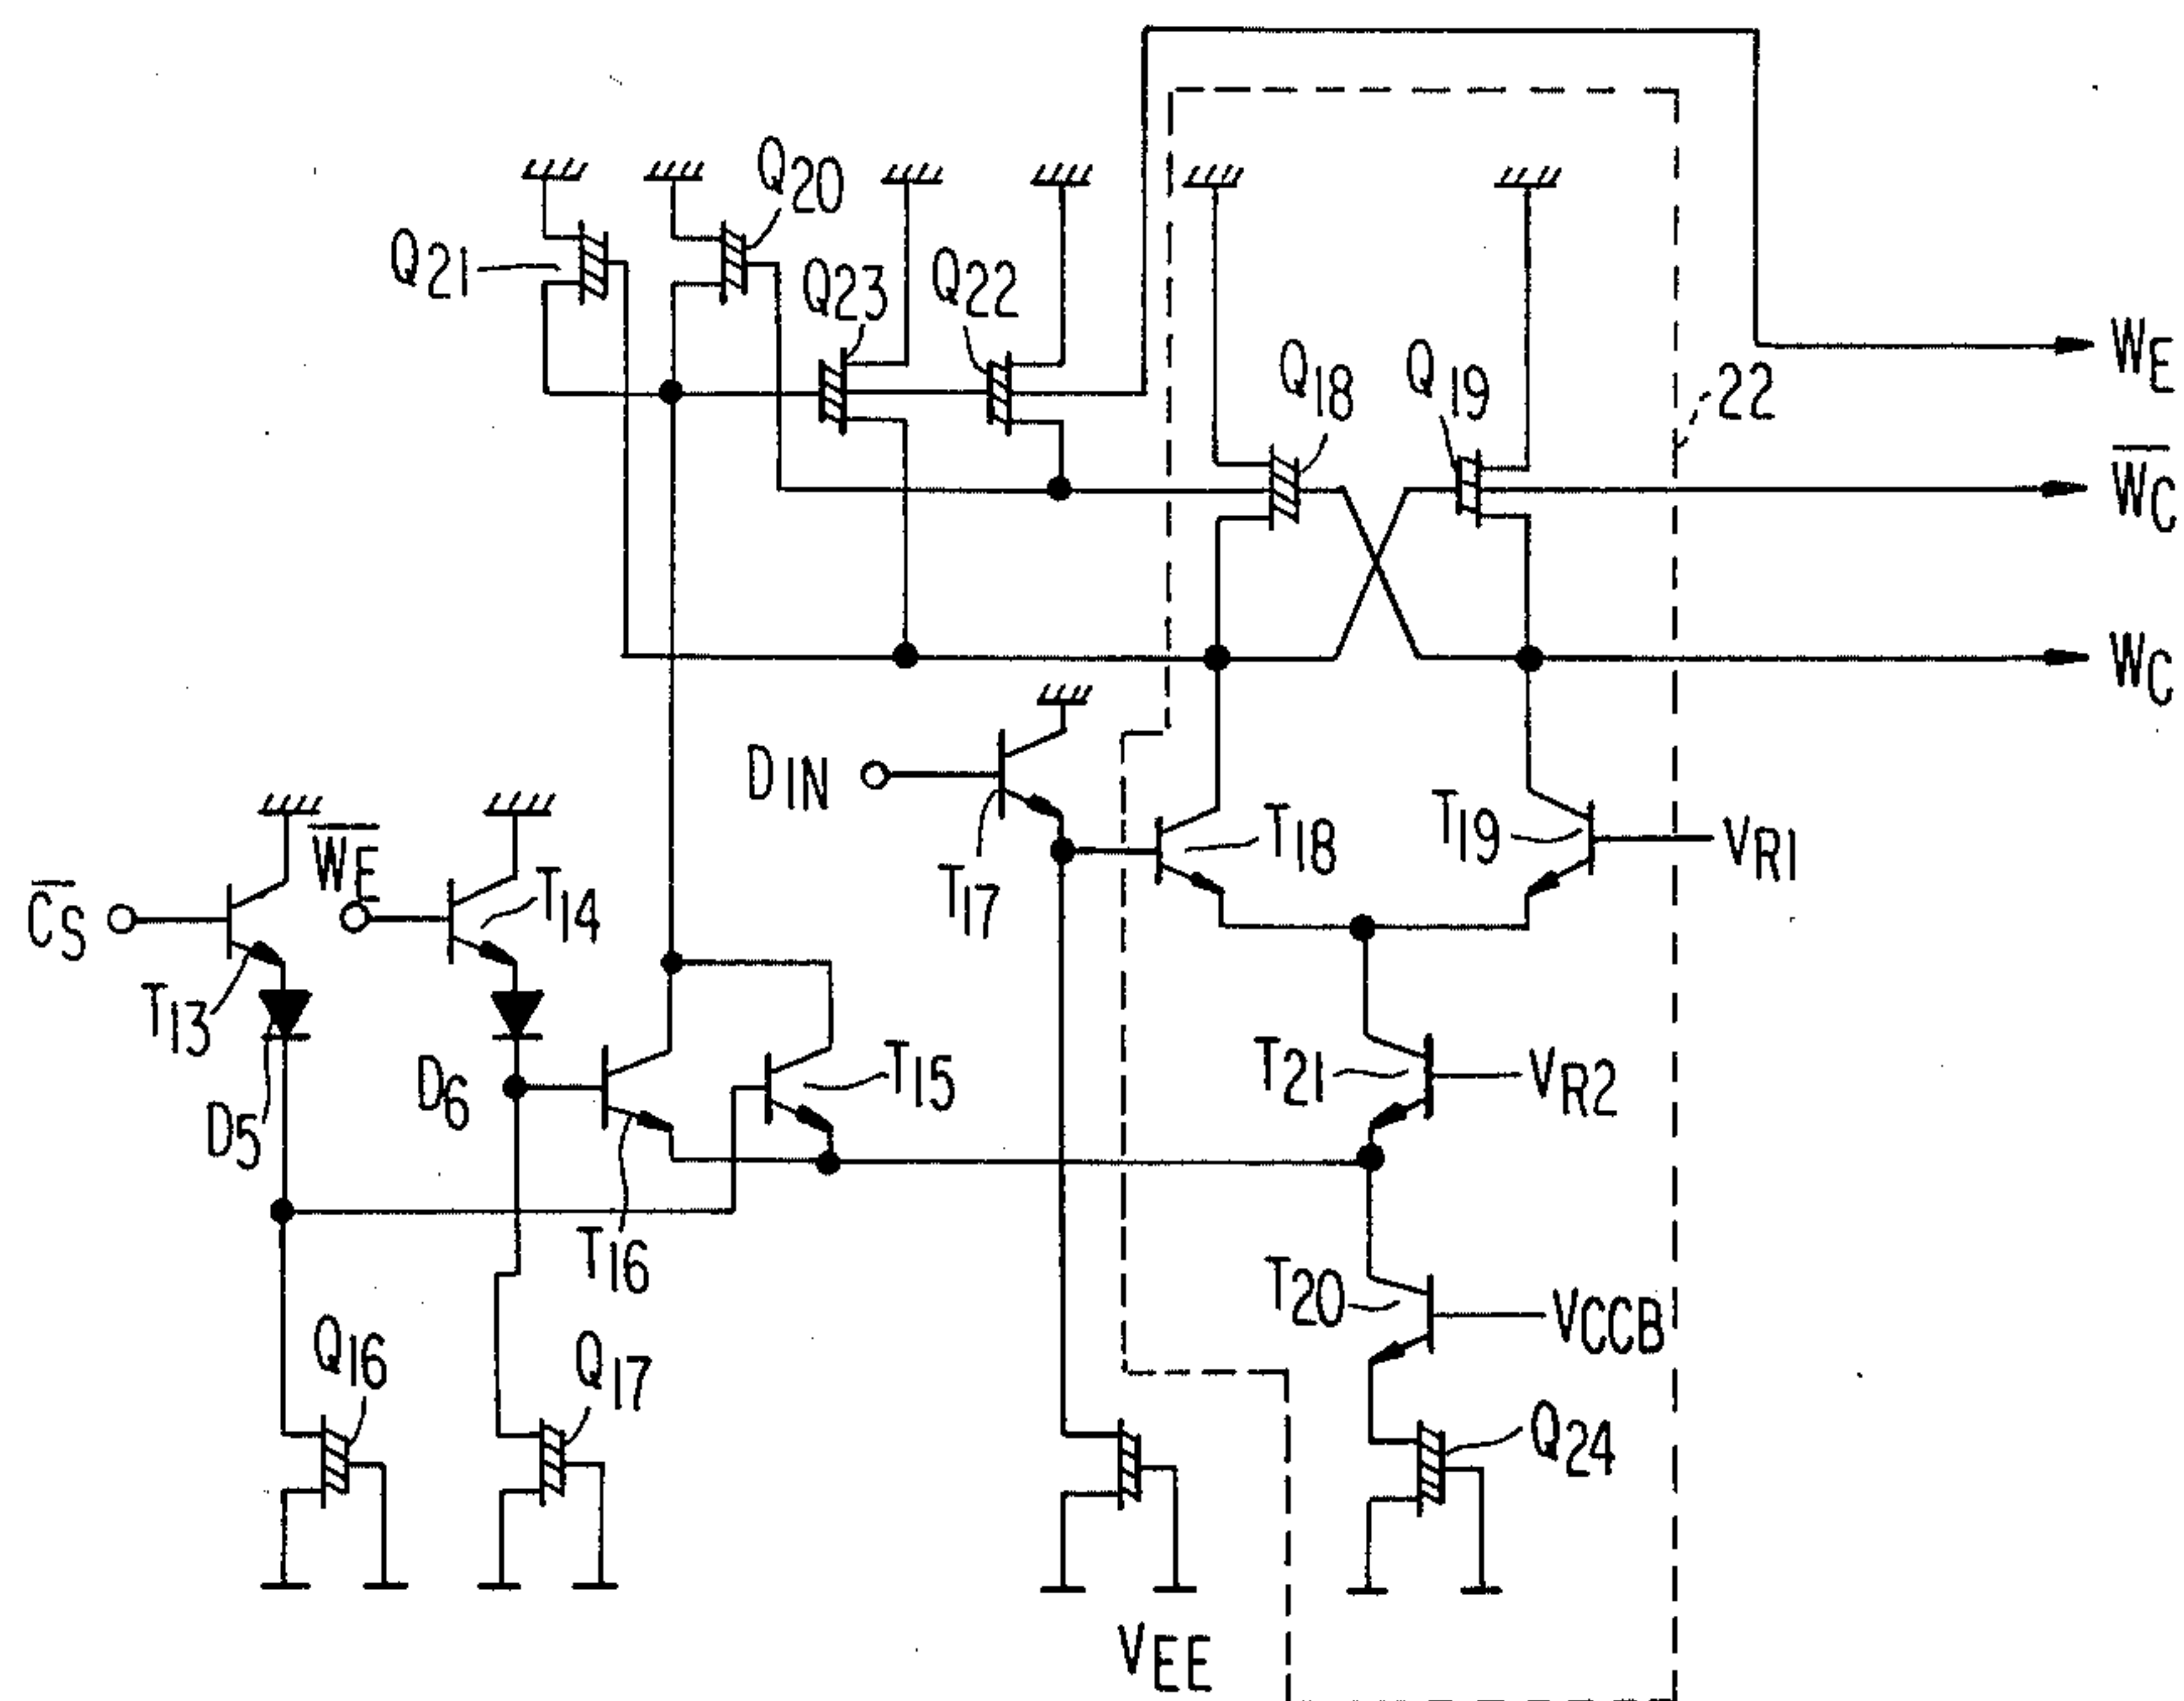 Q20
Q21
Q23
Q22
WE
Q18
Q19
22
WC
WC
DIN
T17
T18
T19
VR1
CS
WE
T14
T13
D5
D6
T16
T15
T21
VR2
T20
VCCB
Q16
Q17
Q24
VEE